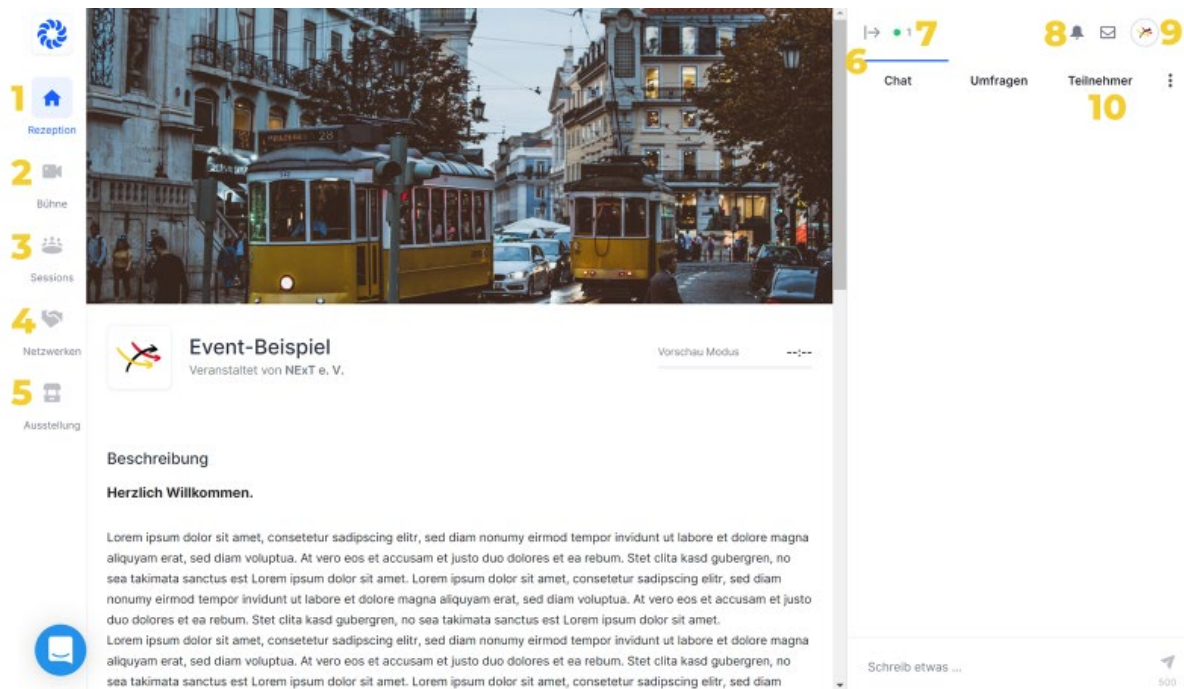 1
Rezeption
2
Bühne
3
Sessions
4
Netzwerken
5
Ausstellung
28
Event-Beispiel
Veranstaltet von NExT e. V.
Vorschau Modus --:--
Beschreibung
Herzlich Willkommen.
Lorem ipsum dolor sit amet, consetetur sadipscing elitr, sed diam nonumy eirmod tempor invidunt ut labore et dolore magna
aliquyam erat, sed diam voluptua. At vero eos et accusam et justo duo dolores et ea rebum. Stet clita kasd gubergren, no
sea takimata sanctus est Lorem ipsum dolor sit amet. Lorem ipsum dolor sit amet, consetetur sadipscing elitr, sed diam
nonumy eirmod tempor invidunt ut labore et dolore magna aliquyam erat, sed diam voluptua. At vero eos et accusam et justo
duo dolores et ea rebum. Stet clita kasd gubergren, no sea takimata sanctus est Lorem ipsum dolor sit amet.
Lorem ipsum dolor sit amet, consetetur sadipscing elitr, sed diam nonumy eirmod tempor invidunt ut labore et dolore magna
aliquyam erat, sed diam voluptua. At vero eos et accusam et justo duo dolores et ea rebum. Stet clita kasd gubergren, no
sea takimata sanctus est Lorem ipsum dolor sit amet. Lorem ipsum dolor sit amet, consetetur sadipscing elitr, sed diam
1 7 8 9
6
Chat Umfragen Teilnehmer
10
Schreib etwas ...
500